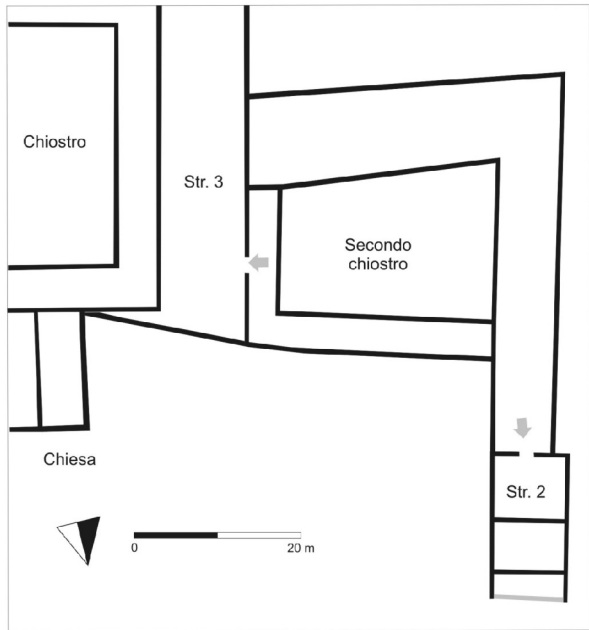 Chiostro
Str. 3
Secondo
chiostro
Chiesa
Str. 2
0
20 m